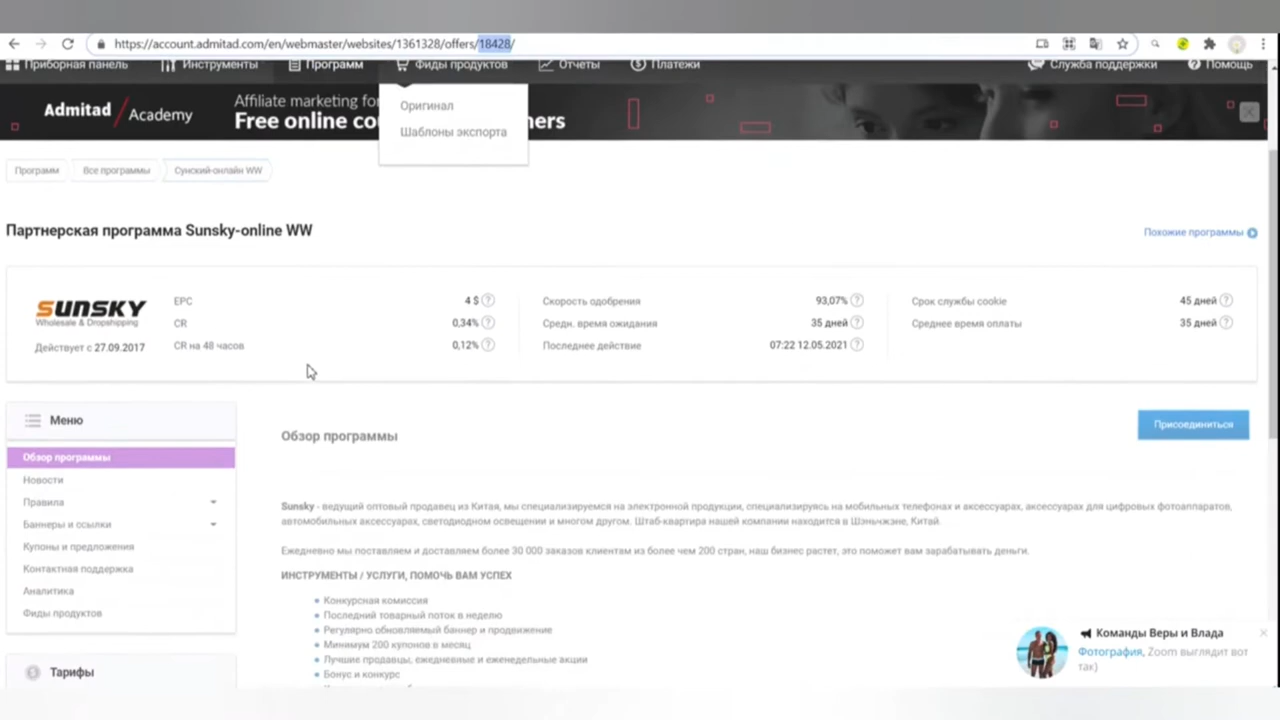 https://account.admitad.com/en/webmaster/websites/1361328/offers/18428/
Приборная панель
Инструменты
Программ
Фиды продуктов
Отчеты
Платежи
Служба поддержки
Помощь
Admitad / Academy
Affiliate marketing for
Free online
Оригинал
Шаблоны экспорта
Программ
Все программы
Сунский-онлайн WW
Партнерская программа Sunsky-online WW
Похожие программы
SUNSKY
Wholesale & Dropshipping
Действует с 27.09.2017
EPC 4 $
CR 0,34%
CR на 48 часов 0,12%
Скорость одобрения 93,07%
Средн. время ожидания 35 дней
Последнее действие 07:22 12.05.2021
Срок службы cookie 45 дней
Среднее время оплаты 35 дней
Меню
Обзор программы
Новости
Правила
Баннеры и ссылки
Купоны и предложения
Контактная поддержка
Аналитика
Фиды продуктов
Тарифы
Обзор программы
Присоединиться
Sunsky - ведущий оптовый продавец из Китая, мы специализируемся на электронной продукции, специализируясь на мобильных телефонах и аксессуарах, аксессуарах для цифровых фотоаппаратов,
автомобильных аксессуарах, светодиодном освещении и многом другом. Штаб-квартира нашей компании находится в Шэньчжэне, Китай.
Ежедневно мы поставляем и доставляем более 30 000 заказов клиентам из более чем 200 стран, наш бизнес растет, это поможет вам зарабатывать деньги.
ИНСТРУМЕНТЫ / УСЛУГИ, ПОМОЧЬ ВАМ УСПЕХ
Конкурсная комиссия
Последний товарный поток в неделю
Регулярно обновляемый баннер и продвижение
Минимум 200 купонов в месяц
Лучшие продавцы, ежедневные и еженедельные акции
Бонус и конкурс
Команды Веры и Влада
Фотография, Zoom выглядит вот
так)